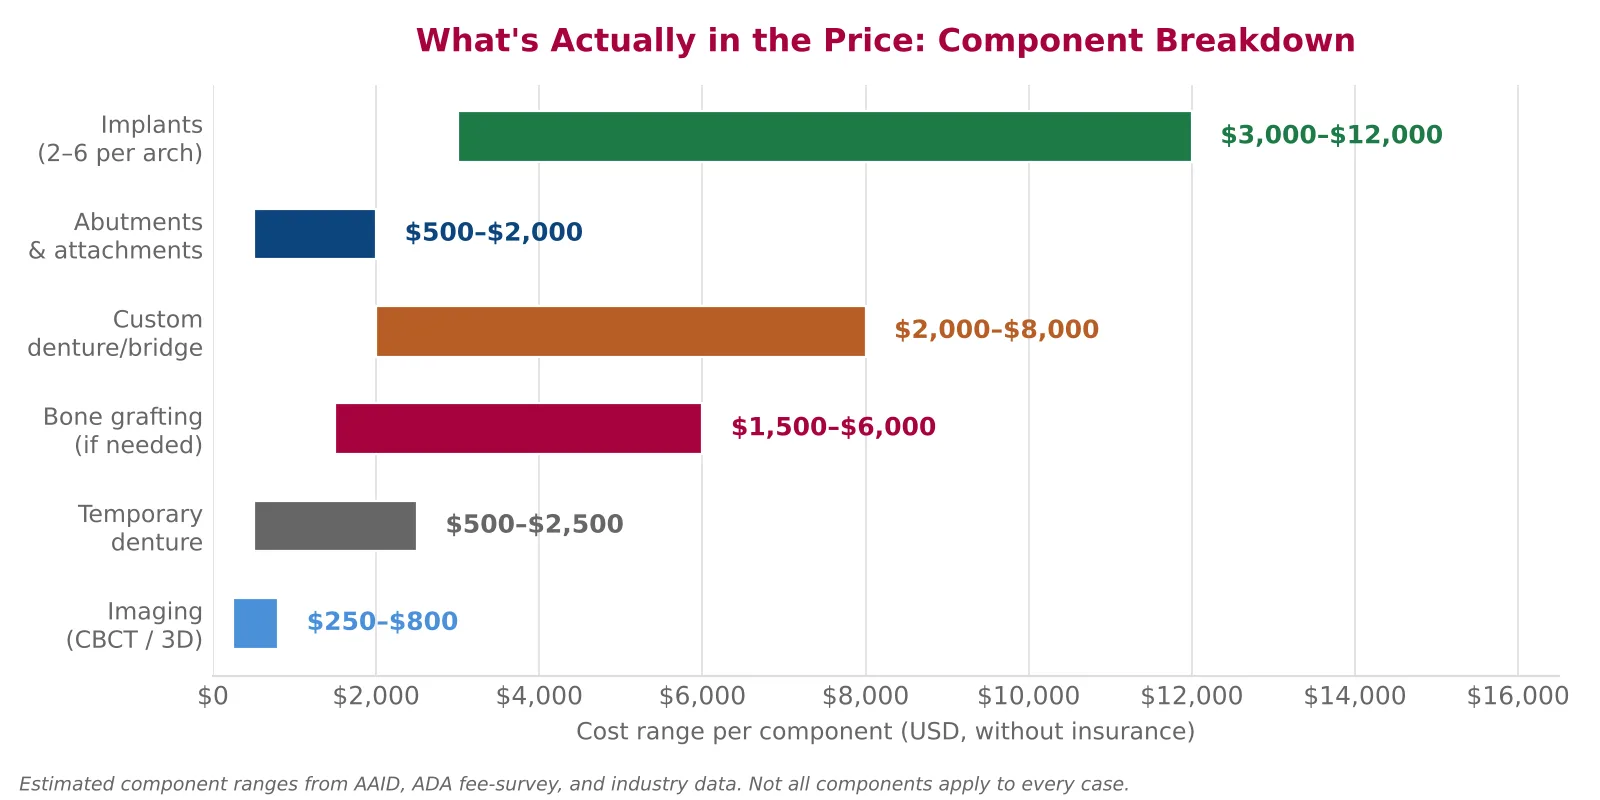 What's Actually in the Price: Component Breakdown
Implants
(2–6 per arch)
$3,000–$12,000
Abutments
& attachments
$500–$2,000
Custom
denture/bridge
$2,000–$8,000
Bone grafting
(if needed)
$1,500–$6,000
Temporary
denture
$500–$2,500
Imaging
(CBCT / 3D)
$250–$800
$0 $2,000 $4,000 $6,000 $8,000 $10,000 $12,000 $14,000 $16,000
Cost range per component (USD, without insurance)
Estimated component ranges from AAID, ADA fee-survey, and industry data. Not all components apply to every case.